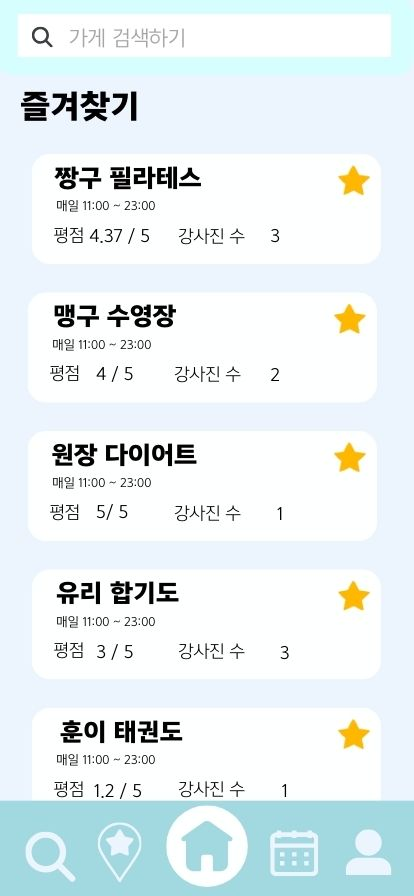 가게 검색하기
즐겨찾기
짱구 필라테스
매일 11:00 ~ 23:00
평점 4.37 / 5 강사진 수 3
맹구 수영장
매일 11:00 ~ 23:00
평점 4 / 5 강사진 수 2
원장 다이어트
매일 11:00 ~ 23:00
평점 5/ 5 강사진 수 1
유리 합기도
매일 11:00 ~ 23:00
평점 3 / 5 강사진 수 3
훈이 태권도
매일 11:00 ~ 23:00
평점 1.2 / 5 강사진 수 1